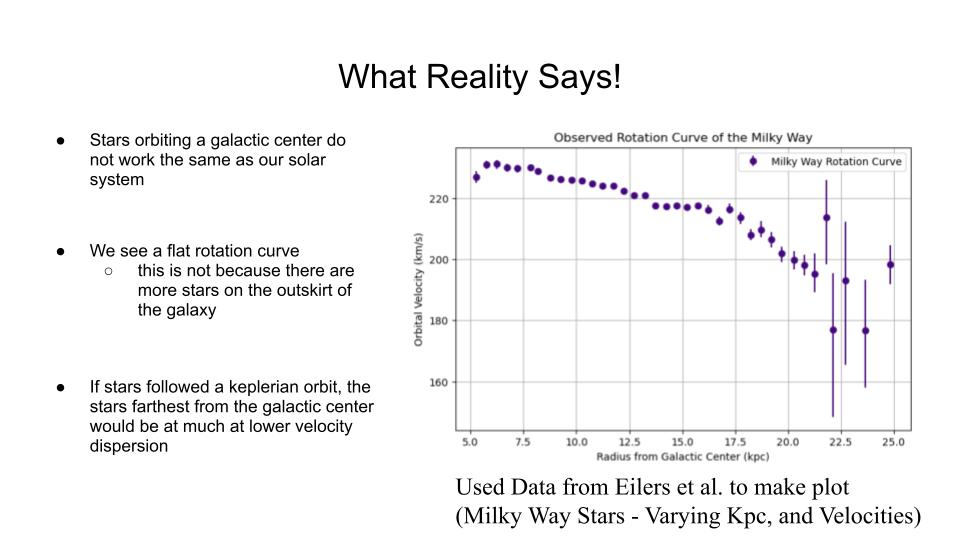 What Reality Says!
● Stars orbiting a galactic center do
not work the same as our solar
system
● We see a flat rotation curve
○ this is not because there are
more stars on the outskirt of
the galaxy
● If stars followed a keplerian orbit, the
stars farthest from the galactic center
would be at much at lower velocity
dispersion
Observed Rotation Curve of the Milky Way
Milky Way Rotation Curve
Orbital Velocity (km/s)
220
200
180
160
5.0 7.5 10.0 12.5 15.0 17.5 20.0 22.5 25.0
Radius from Galactic Center (kpc)
Used Data from Eilers et al. to make plot
(Milky Way Stars - Varying Kpc, and Velocities)